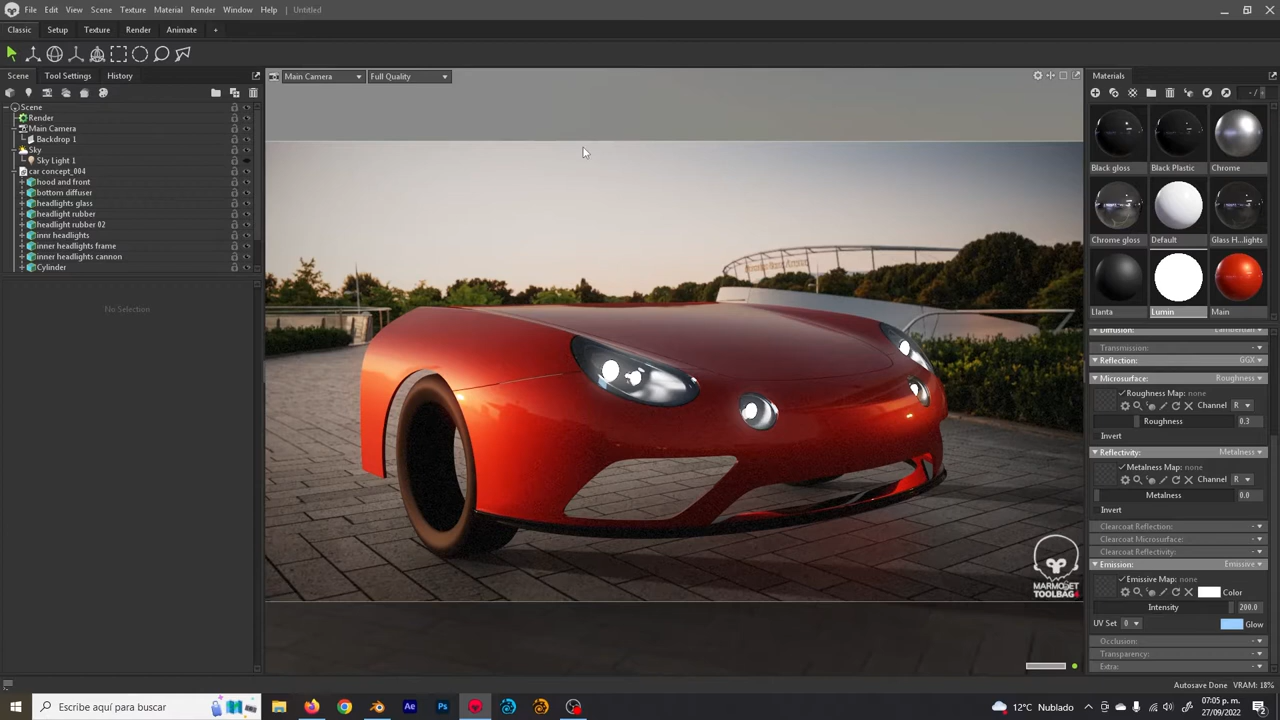 File Edit View Scene Texture Material Render Window Help Untitled
Classic Setup Texture Render Animate +
Scene Tool Settings History
Main Camera Full Quality
Materials
Scene
Render
Main Camera
Backdrop 1
Sky
Sky Light 1
car concept_004
hood and front
bottom diffuser
headlights glass
headlight rubber
headlight rubber 02
innr headlights
inner headlights frame
inner headlights cannon
Cylinder
No Selection
Black gloss Black Plastic Chrome
Chrome gloss Default Glass H...lights
Llanta Lumin Main
Diffusion: Lambertian
Transmission:
Reflection: GGX
Microsurface: Roughness
Roughness Map: none
Channel R
Roughness 0.3
Invert
Reflectivity: Metalness
Metalness Map: none
Channel R
Metalness 0.0
Invert
Clearcoat Reflection:
Clearcoat Microsurface:
Clearcoat Reflectivity:
Emission: Emissive
Emissive Map: none
Color
Intensity 200.0
UV Set 0 Glow
Occlusion:
Transparency:
Extra:
MARMOSET
TOOLBAG
Autosave Done VRAM: 18%
Escribe aquí para buscar
12°C Nublado
07:05 p. m.
27/09/2022